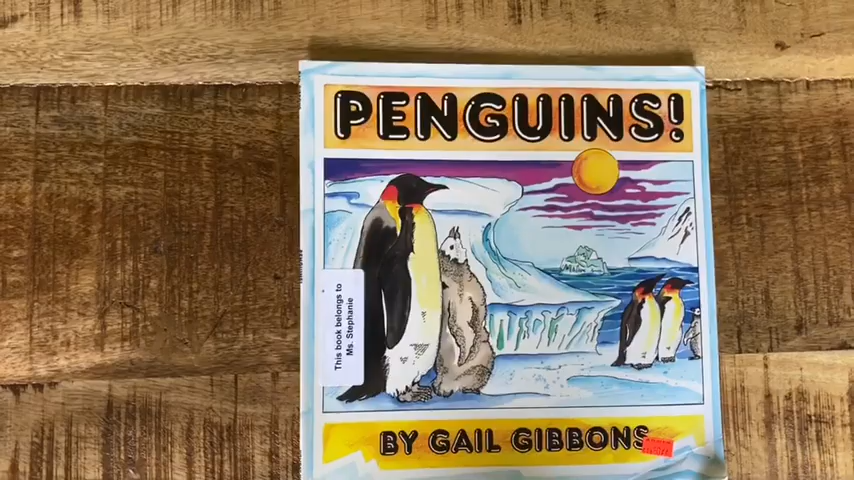 PENGUINS!
This book belongs to
Ms. Stephanie
BY GAIL GIBBONS